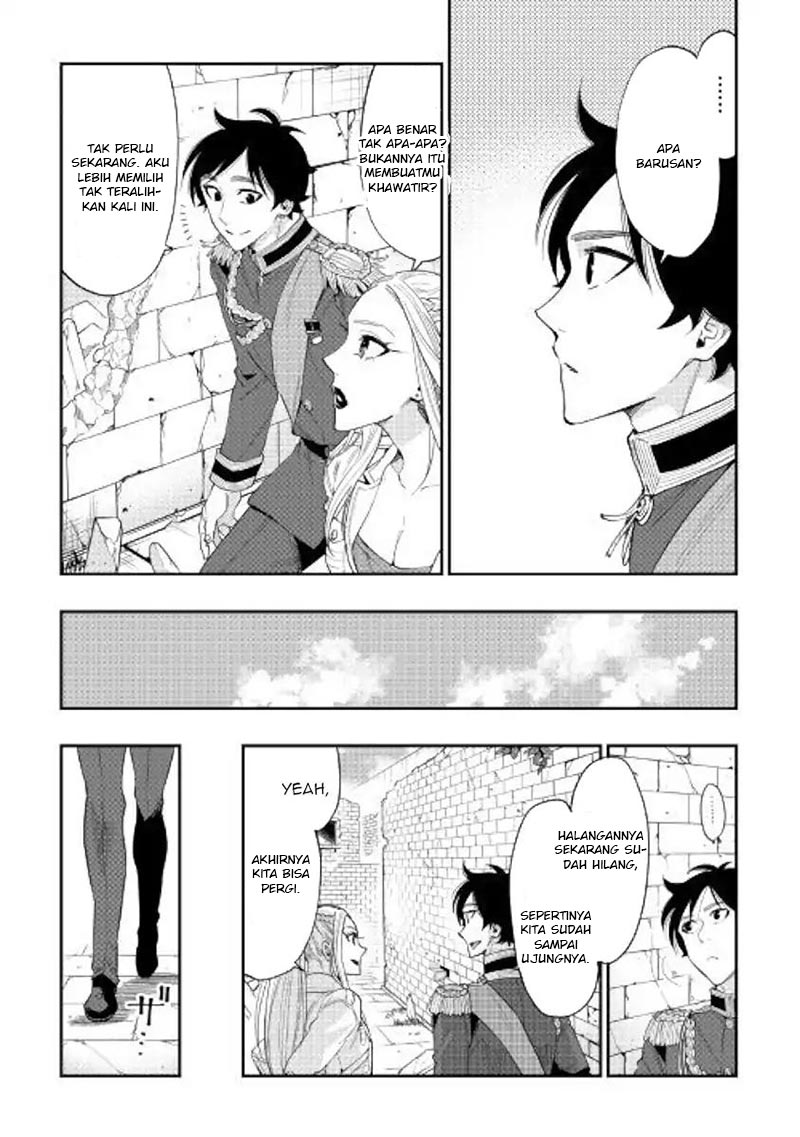 ........
APA
BARUSAN?
APA BENAR
TAK APA-APA?
BUKANNYA ITU
MEMBUATMU
KHAWATIR?
TAK PERLU
SEKARANG. AKU
LEBIH MEMILIH
TAK TERALIH-
KAN KALI INI.
........
HALANGANNYA
SEKARANG SU-
DAH HILANG,
SEPERTINYA
KITA SUDAH
SAMPAI
UJUNGNYA.
YEAH,
AKHIRNYA
KITA BISA
PERGI.